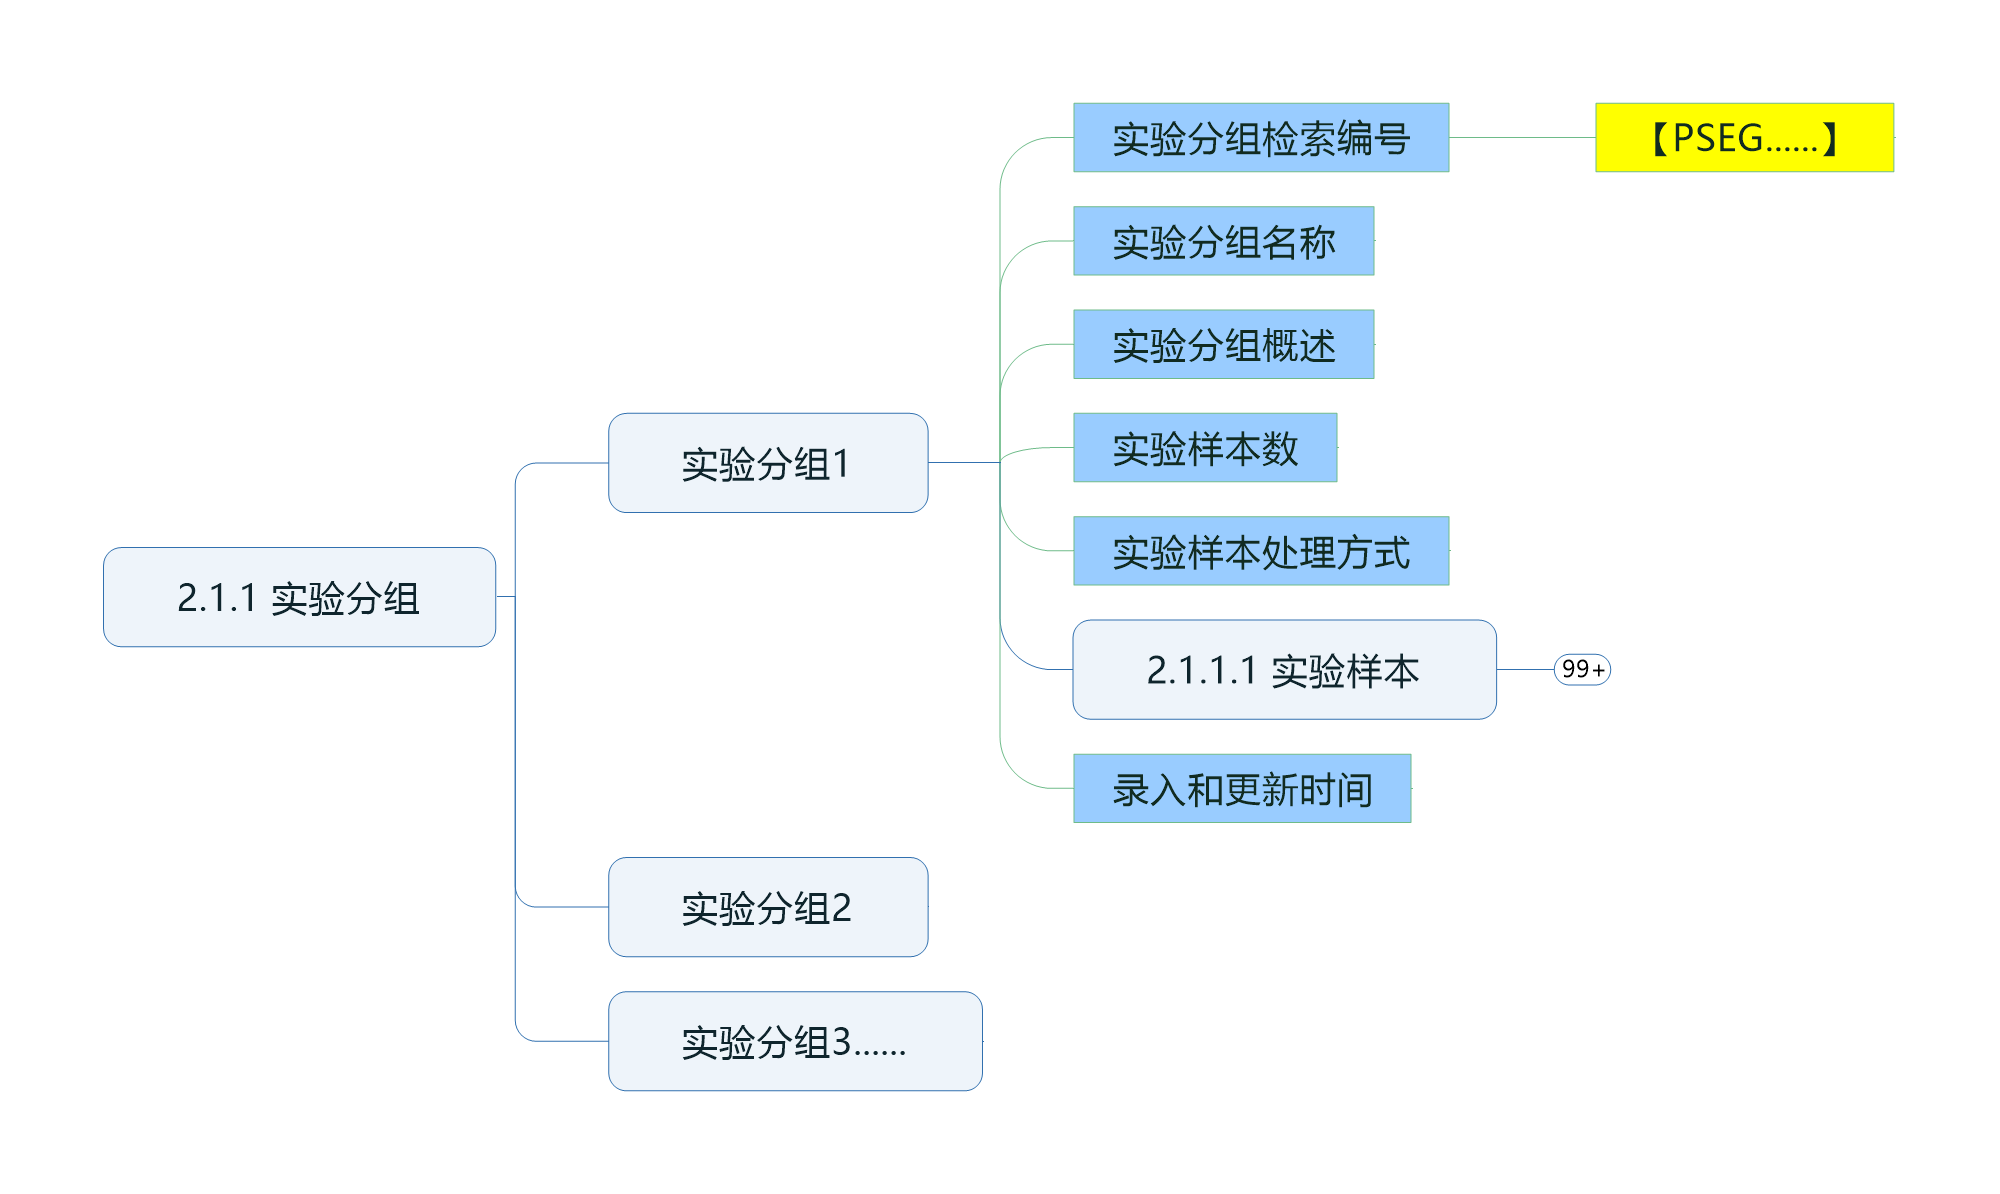 2.1.1 实验分组
实验分组1
实验分组检索编号
【PSEG......】
实验分组名称
实验分组概述
实验样本数
实验样本处理方式
2.1.1.1 实验样本
99+
录入和更新时间
实验分组2
实验分组3......